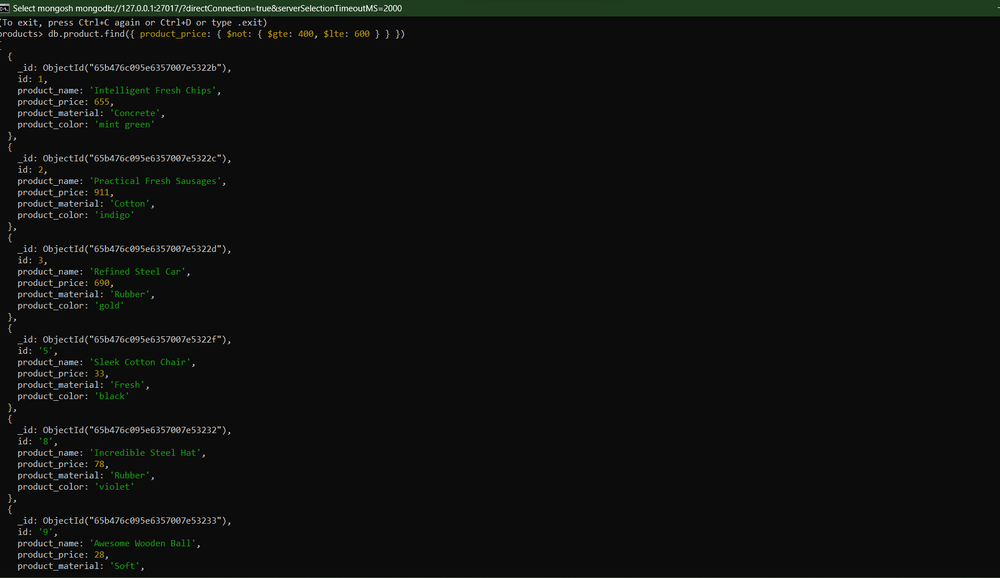 Select mongosh mongodb://127.0.0.1:27017/?directConnection=true&serverSelectionTimeoutMS=2000
(To exit, press Ctrl+C again or Ctrl+D or type .exit)
products> db.product.find({ product_price: { $not: { $gte: 400, $lte: 600 } } })
[
{
_id: ObjectId("65b476c095e6357007e5322b"),
id: 1,
product_name: 'Intelligent Fresh Chips',
product_price: 655,
product_material: 'Concrete',
product_color: 'mint green'
},
{
_id: ObjectId("65b476c095e6357007e5322c"),
id: 2,
product_name: 'Practical Fresh Sausages',
product_price: 911,
product_material: 'Cotton',
product_color: 'indigo'
},
{
_id: ObjectId("65b476c095e6357007e5322d"),
id: 3,
product_name: 'Refined Steel Car',
product_price: 690,
product_material: 'Rubber',
product_color: 'gold'
},
{
_id: ObjectId("65b476c095e6357007e5322f"),
id: '5',
product_name: 'Sleek Cotton Chair',
product_price: 33,
product_material: 'Fresh',
product_color: 'black'
},
{
_id: ObjectId("65b476c095e6357007e53232"),
id: '8',
product_name: 'Incredible Steel Hat',
product_price: 78,
product_material: 'Rubber',
product_color: 'violet'
},
{
_id: ObjectId("65b476c095e6357007e53233"),
id: '9',
product_name: 'Awesome Wooden Ball',
product_price: 28,
product_material: 'Soft',